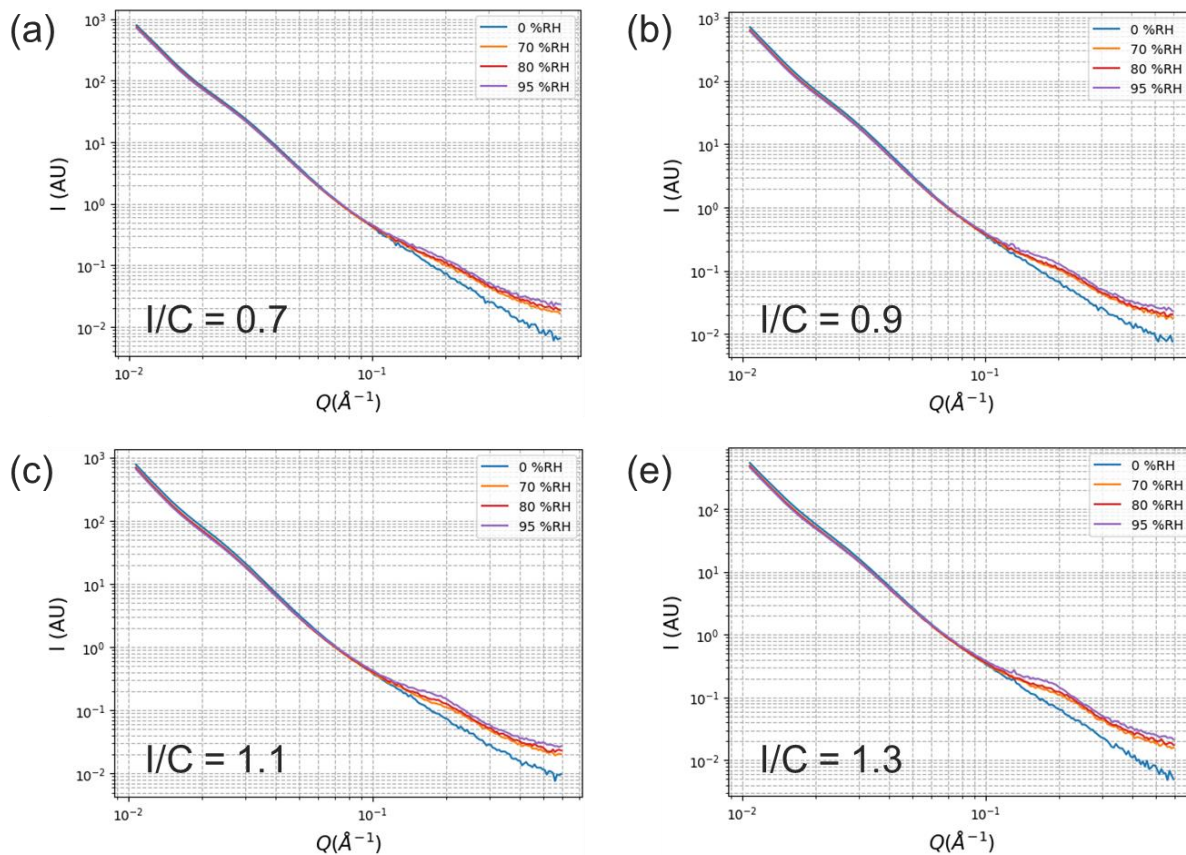 (a)
I (AU)
10³
10²
10¹
10⁰
10⁻¹
10⁻²
0 %RH
70 %RH
80 %RH
95 %RH
I/C = 0.7
10⁻²
10⁻¹
Q(Å⁻¹)
(b)
I (AU)
10³
10²
10¹
10⁰
10⁻¹
10⁻²
0 %RH
70 %RH
80 %RH
95 %RH
I/C = 0.9
10⁻²
10⁻¹
Q(Å⁻¹)
(c)
I (AU)
10³
10²
10¹
10⁰
10⁻¹
10⁻²
0 %RH
70 %RH
80 %RH
95 %RH
I/C = 1.1
10⁻²
10⁻¹
Q(Å⁻¹)
(e)
I (AU)
10²
10¹
10⁰
10⁻¹
10⁻²
0 %RH
70 %RH
80 %RH
95 %RH
I/C = 1.3
10⁻²
10⁻¹
Q(Å⁻¹)